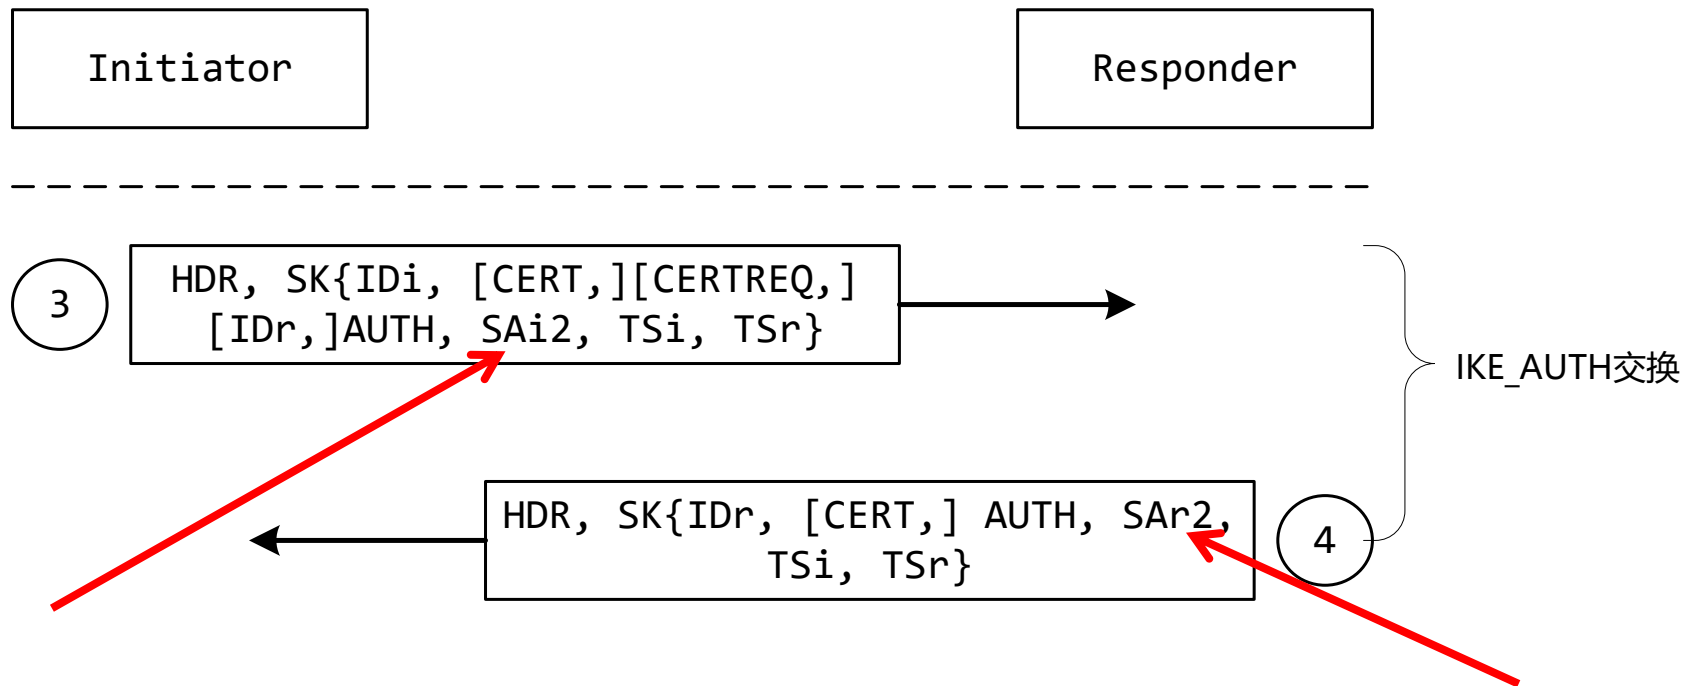 Initiator
Responder
3
HDR, SK{IDi, [CERT,][CERTREQ,]
[IDr,]AUTH, SAi2, TSi, TSr}
IKE_AUTH交换
HDR, SK{IDr, [CERT,] AUTH, SAr2,
TSi, TSr}
4